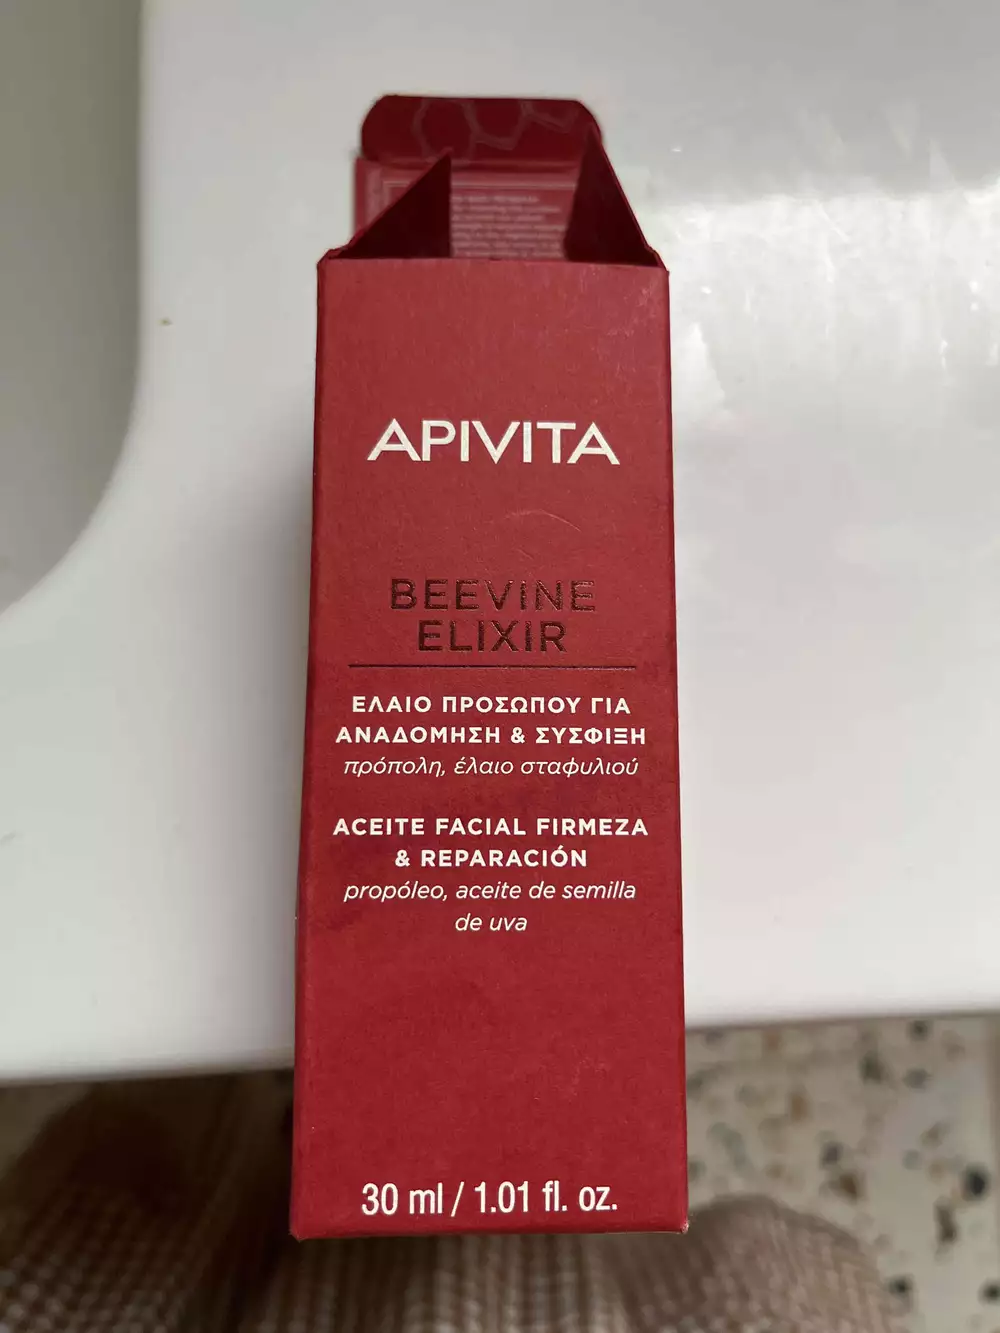 APIVITA
BEEVINE
ELIXIR
ΕΛΑΙΟ ΠΡΟΣΩΠΟΥ ΓΙΑ
ΑΝΑΔΟΜΗΣΗ & ΣΥΣΦΙΞΗ
πρόπολη, έλαιο σταφυλιού
ACEITE FACIAL FIRMEZA
& REPARACIÓN
propóleo, aceite de semilla
de uva
30 ml / 1.01 fl. oz.